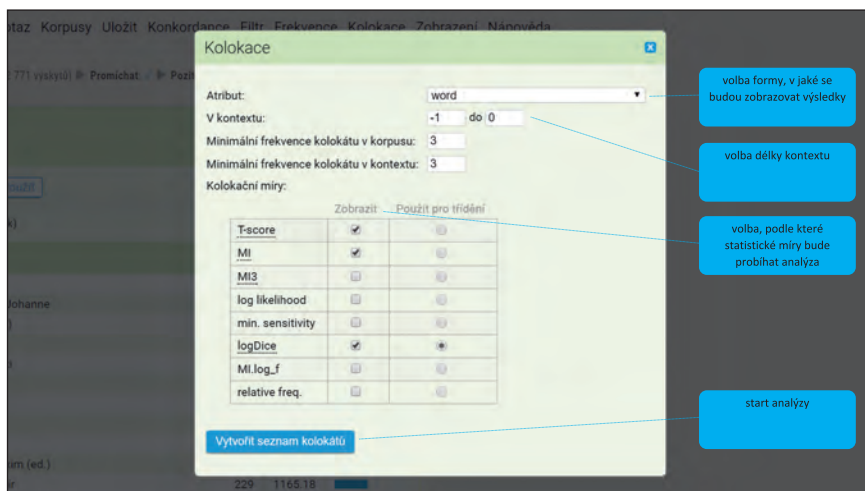 otaz Korpusy Uložit Konkordance Filtr Frekvence Kolokace Zobrazení Nápověda
Kolokace
771 výskytů) Promíchat / Pozit
Atribut: word
V kontextu: -1 do 0
Minimální frekvence kolokátu v korpusu: 3
Minimální frekvence kolokátu v kontextu: 3
Kolokační míry:
Zobrazit Použít pro třídění
T-score
MI
MI3
log likelihood
min. sensitivity
logDice
MI.log_f
relative freq.
Vytvořit seznam kolokátů
Johanne
im (ed.)
229 1165.18
volba formy, v jaké se
budou zobrazovat výsledky
volba délky kontextu
volba, podle které
statistické míry bude
probíhat analýza
start analýzy